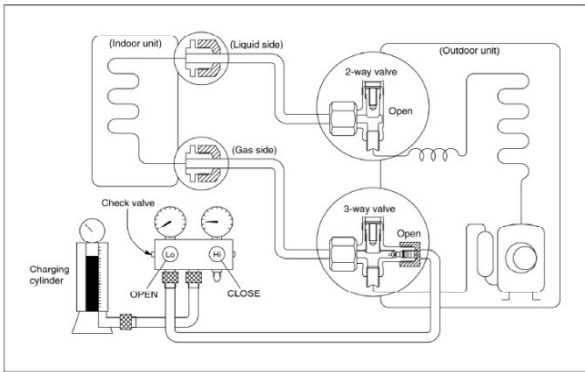 (Indoor unit)
(Liquid side)
(Outdoor unit)
2-way valve
Open
(Gas side)
3-way valve
Open
Check valve
Lo
Hi
Charging
cylinder
OPEN
CLOSE